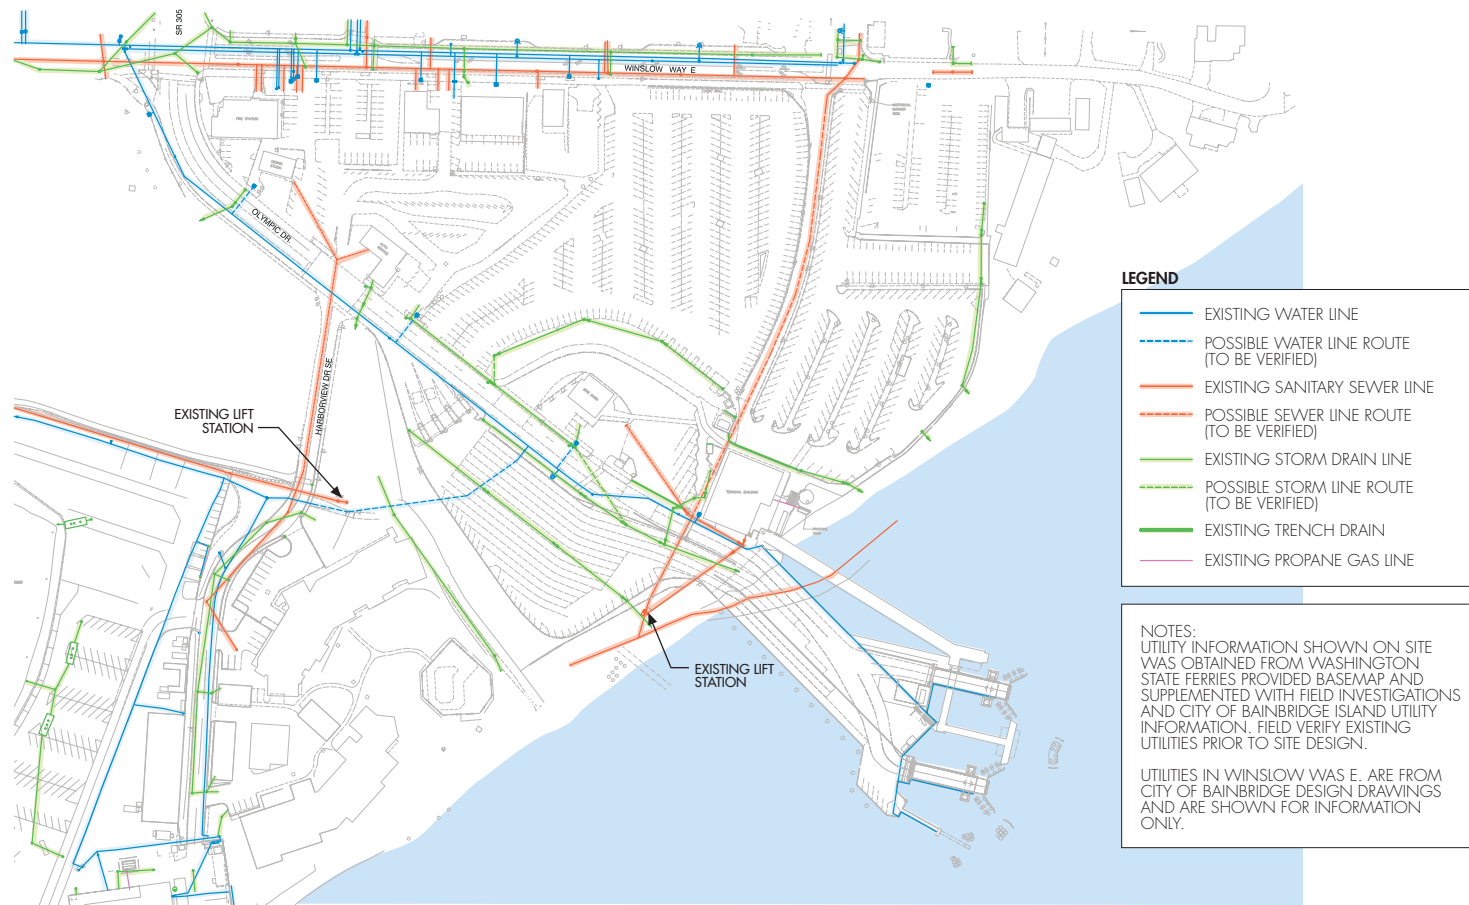 SR 305
WINSLOW WAY E
FIRE STATION
OLYMPIC DR.
HARBORVIEW DR SE
EXISTING LIFT
STATION
TERMINAL BUILDING
EXISTING LIFT
STATION
LEGEND
EXISTING WATER LINE
POSSIBLE WATER LINE ROUTE
(TO BE VERIFIED)
EXISTING SANITARY SEWER LINE
POSSIBLE SEWER LINE ROUTE
(TO BE VERIFIED)
EXISTING STORM DRAIN LINE
POSSIBLE STORM LINE ROUTE
(TO BE VERIFIED)
EXISTING TRENCH DRAIN
EXISTING PROPANE GAS LINE
NOTES:
UTILITY INFORMATION SHOWN ON SITE
WAS OBTAINED FROM WASHINGTON
STATE FERRIES PROVIDED BASEMAP AND
SUPPLEMENTED WITH FIELD INVESTIGATIONS
AND CITY OF BAINBRIDGE ISLAND UTILITY
INFORMATION. FIELD VERIFY EXISTING
UTILITIES PRIOR TO SITE DESIGN.
UTILITIES IN WINSLOW WAS E. ARE FROM
CITY OF BAINBRIDGE DESIGN DRAWINGS
AND ARE SHOWN FOR INFORMATION
ONLY.